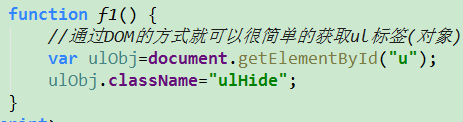 function f1() {
//通过DOM的方式就可以很简单的获取ul标签(对象)
var ulObj=document.getElementById("u");
ulObj.className="ulHide";
}